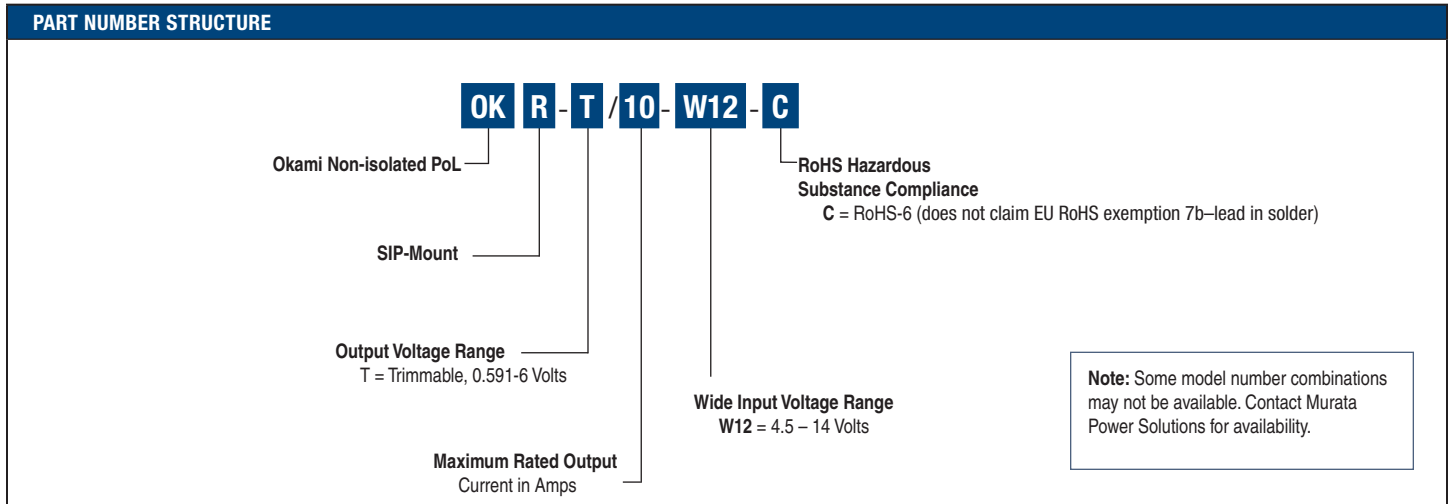 PART NUMBER STRUCTURE
OK R - T / 10 - W12 - C
Okami Non-isolated PoL
RoHS Hazardous
Substance Compliance
C = RoHS-6 (does not claim EU RoHS exemption 7b–lead in solder)
SIP-Mount
Output Voltage Range
T = Trimmable, 0.591-6 Volts
Wide Input Voltage Range
W12 = 4.5 – 14 Volts
Maximum Rated Output
Current in Amps
Note: Some model number combinations
may not be available. Contact Murata
Power Solutions for availability.